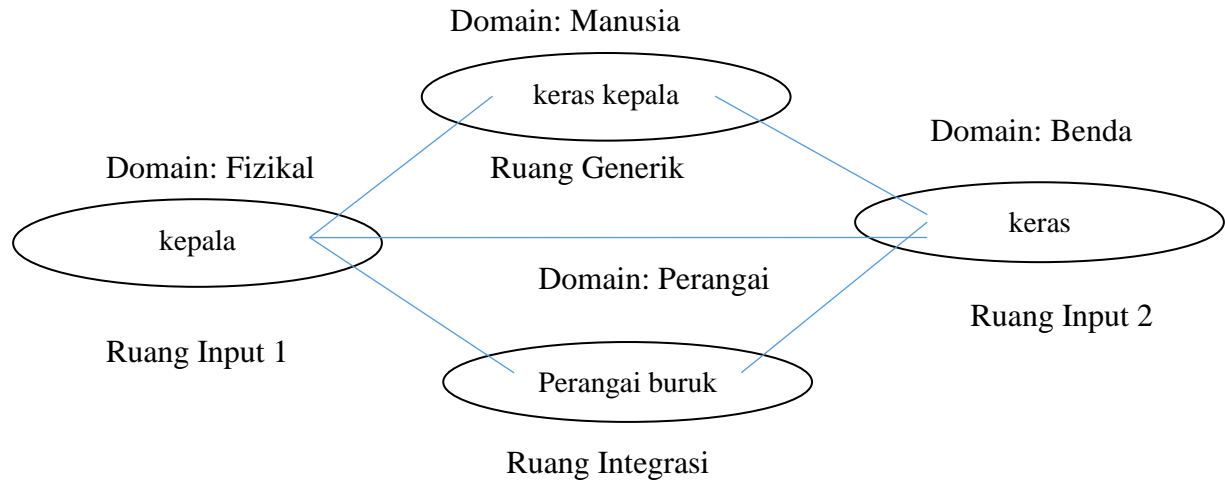 Domain: Manusia
keras kepala
Domain: Benda
Domain: Fizikal
Ruang Generik
kepala
keras
Domain: Perangai
Ruang Input 2
Ruang Input 1
Perangai buruk
Ruang Integrasi